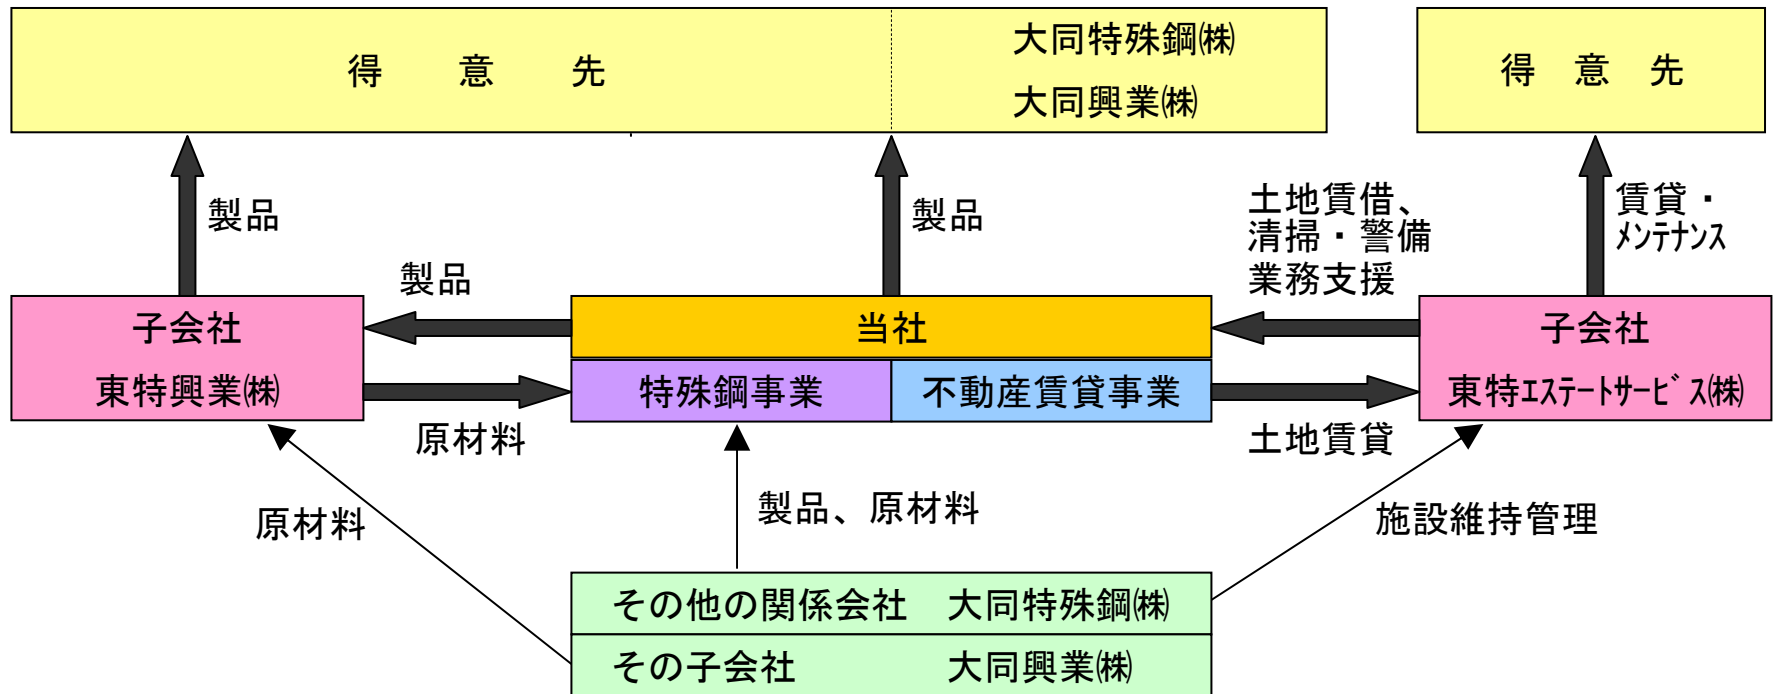 得　意　先
大同特殊鋼㈱
大同興業㈱
得　意　先
製品
製品
土地賃借、
清掃・警備
業務支援
賃貸・
ﾒﾝﾃﾅﾝｽ
製品
子会社
東特興業㈱
当社
特殊鋼事業
不動産賃貸事業
子会社
東特ｴｽﾃｰﾄｻｰﾋﾞｽ㈱
原材料
土地賃貸
原材料
製品、原材料
施設維持管理
その他の関係会社　大同特殊鋼㈱
その子会社　大同興業㈱